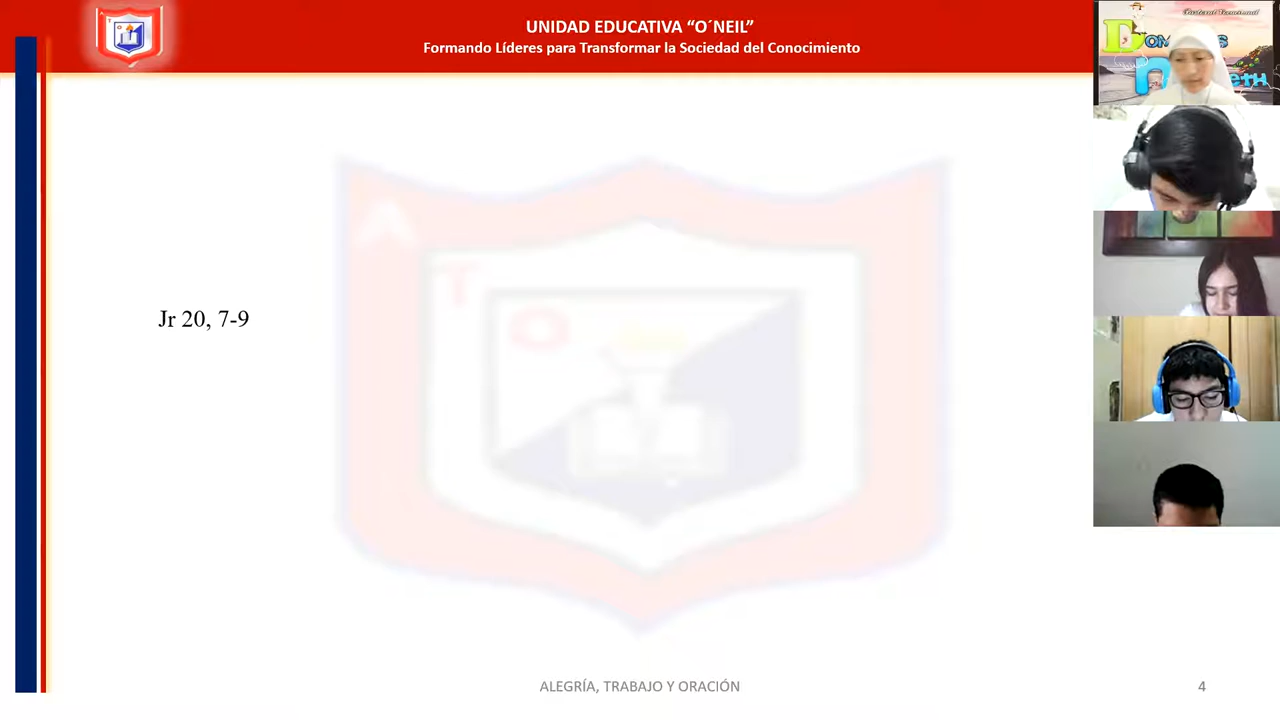 UNIDAD EDUCATIVA “O´NEIL”
Formando Líderes para Transformar la Sociedad del Conocimiento
Jr 20, 7-9
A
T
O
ALEGRÍA, TRABAJO Y ORACIÓN
4